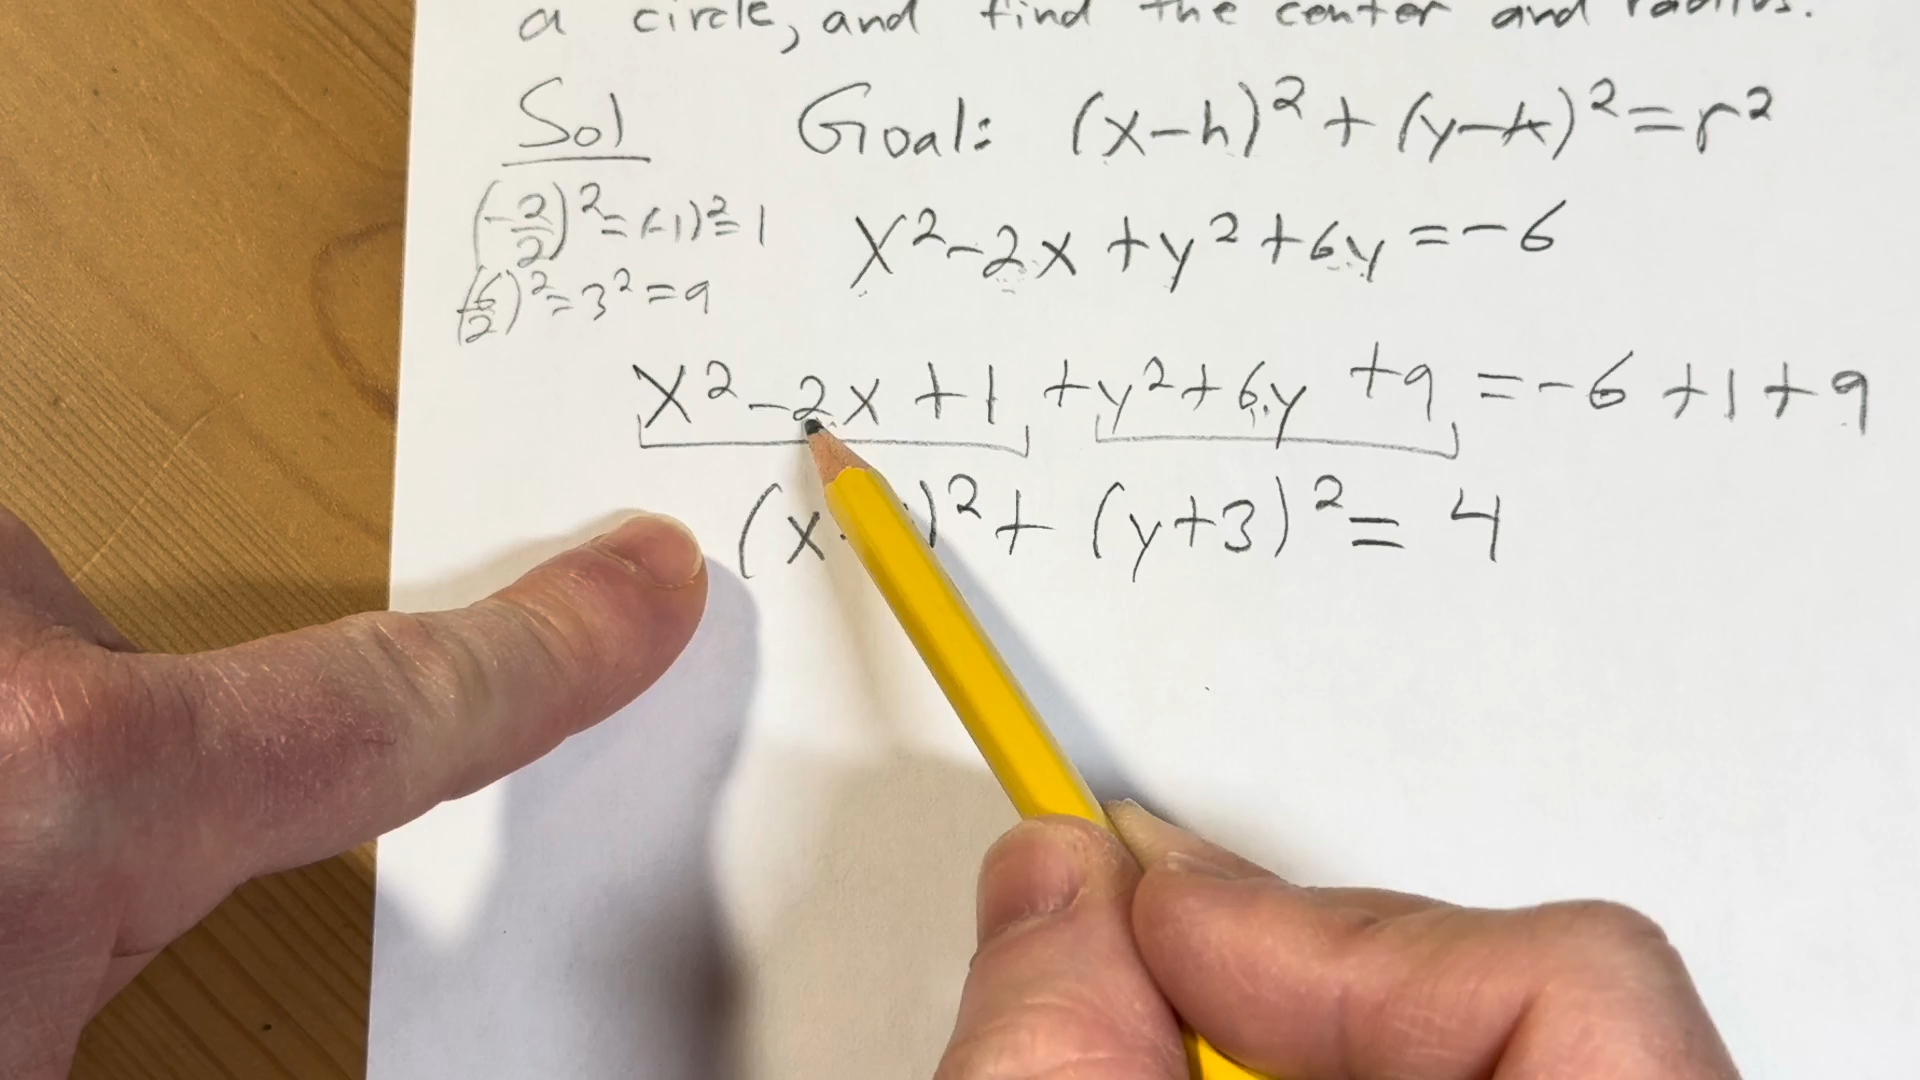 a circle, and find the center and radius.
Sol Goal: (x-h)²+(y-k)²=r²
(-2/2)²=(-1)²=1
x²-2x+y²+6y=-6
(6/2)²=3²=9
x²-2x+1+y²+6y+9=-6+1+9
(x )²+(y+3)²=4